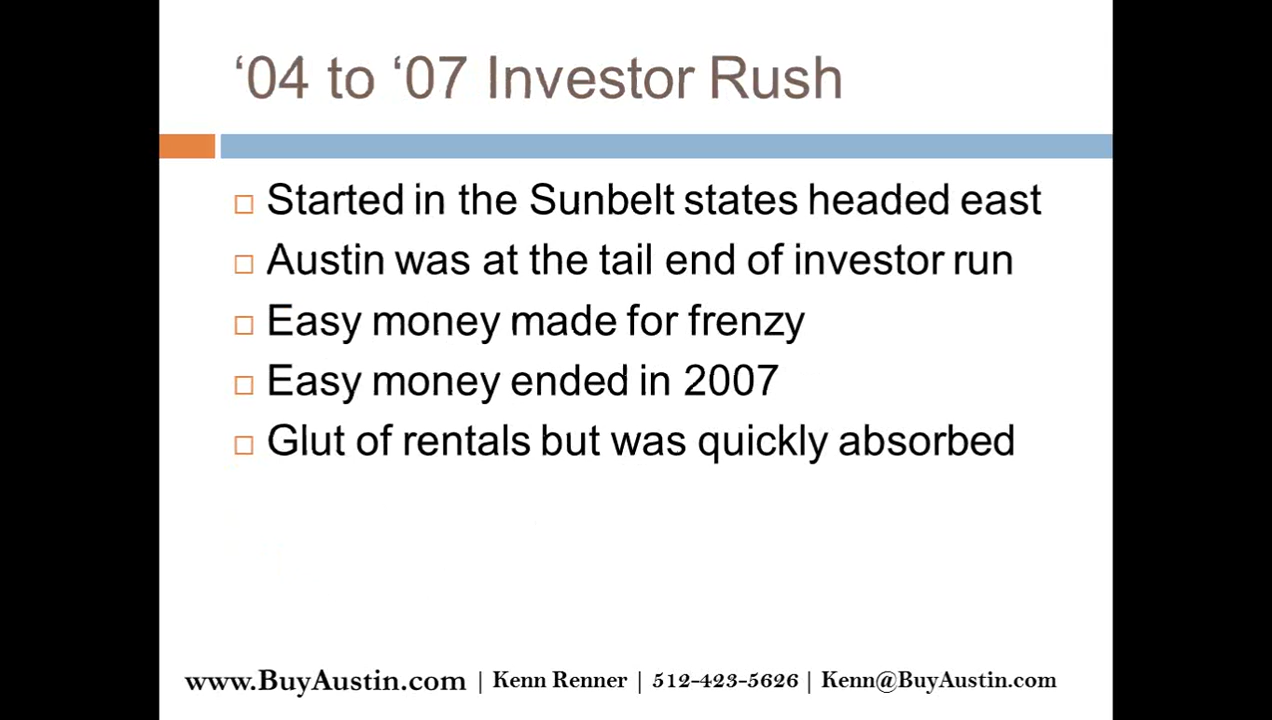 ‘04 to ‘07 Investor Rush
Started in the Sunbelt states headed east
Austin was at the tail end of investor run
Easy money made for frenzy
Easy money ended in 2007
Glut of rentals but was quickly absorbed
www.BuyAustin.com | Kenn Renner | 512-423-5626 | Kenn@BuyAustin.com